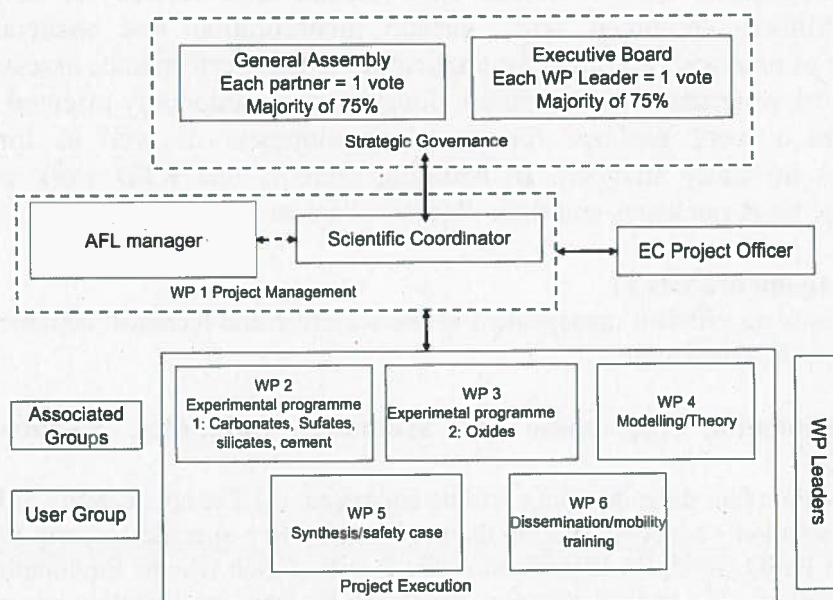 General Assembly
Each partner = 1 vote
Majority of 75%
Executive Board
Each WP Leader = 1 vote
Majority of 75%
Strategic Governance
AFL manager
Scientific Coordinator
EC Project Officer
WP 1 Project Management
Associated
Groups
User Group
WP 2
Experimental programme
1: Carbonates, Sufates,
silicates, cement
WP 3
Experimetal programme
2: Oxides
WP 4
Modelling/Theory
WP 5
Synthesis/safety case
WP 6
Dissemination/mobility
training
Project Execution
WP Leaders